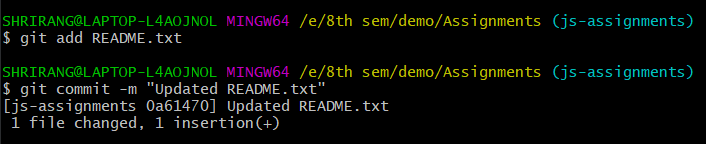 SHRIRANG@LAPTOP-L4AOJNOL MINGW64 /e/8th sem/demo/Assignments (js-assignments)
$ git add README.txt
SHRIRANG@LAPTOP-L4AOJNOL MINGW64 /e/8th sem/demo/Assignments (js-assignments)
$ git commit -m "Updated README.txt"
[js-assignments 0a61470] Updated README.txt
 1 file changed, 1 insertion(+)